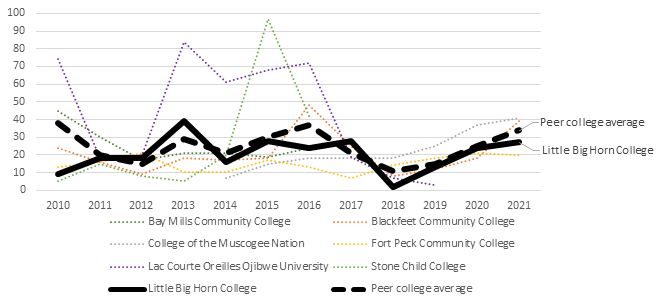 100
90
80
70
60
50
40
30
20
10
0
2010 2011 2012 2013 2014 2015 2016 2017 2018 2019 2020 2021
Peer college average
Little Big Horn College
Bay Mills Community College Blackfeet Community College
College of the Muscogee Nation Fort Peck Community College
Lac Courte Oreilles Ojibwe University Stone Child College
Little Big Horn College Peer college average